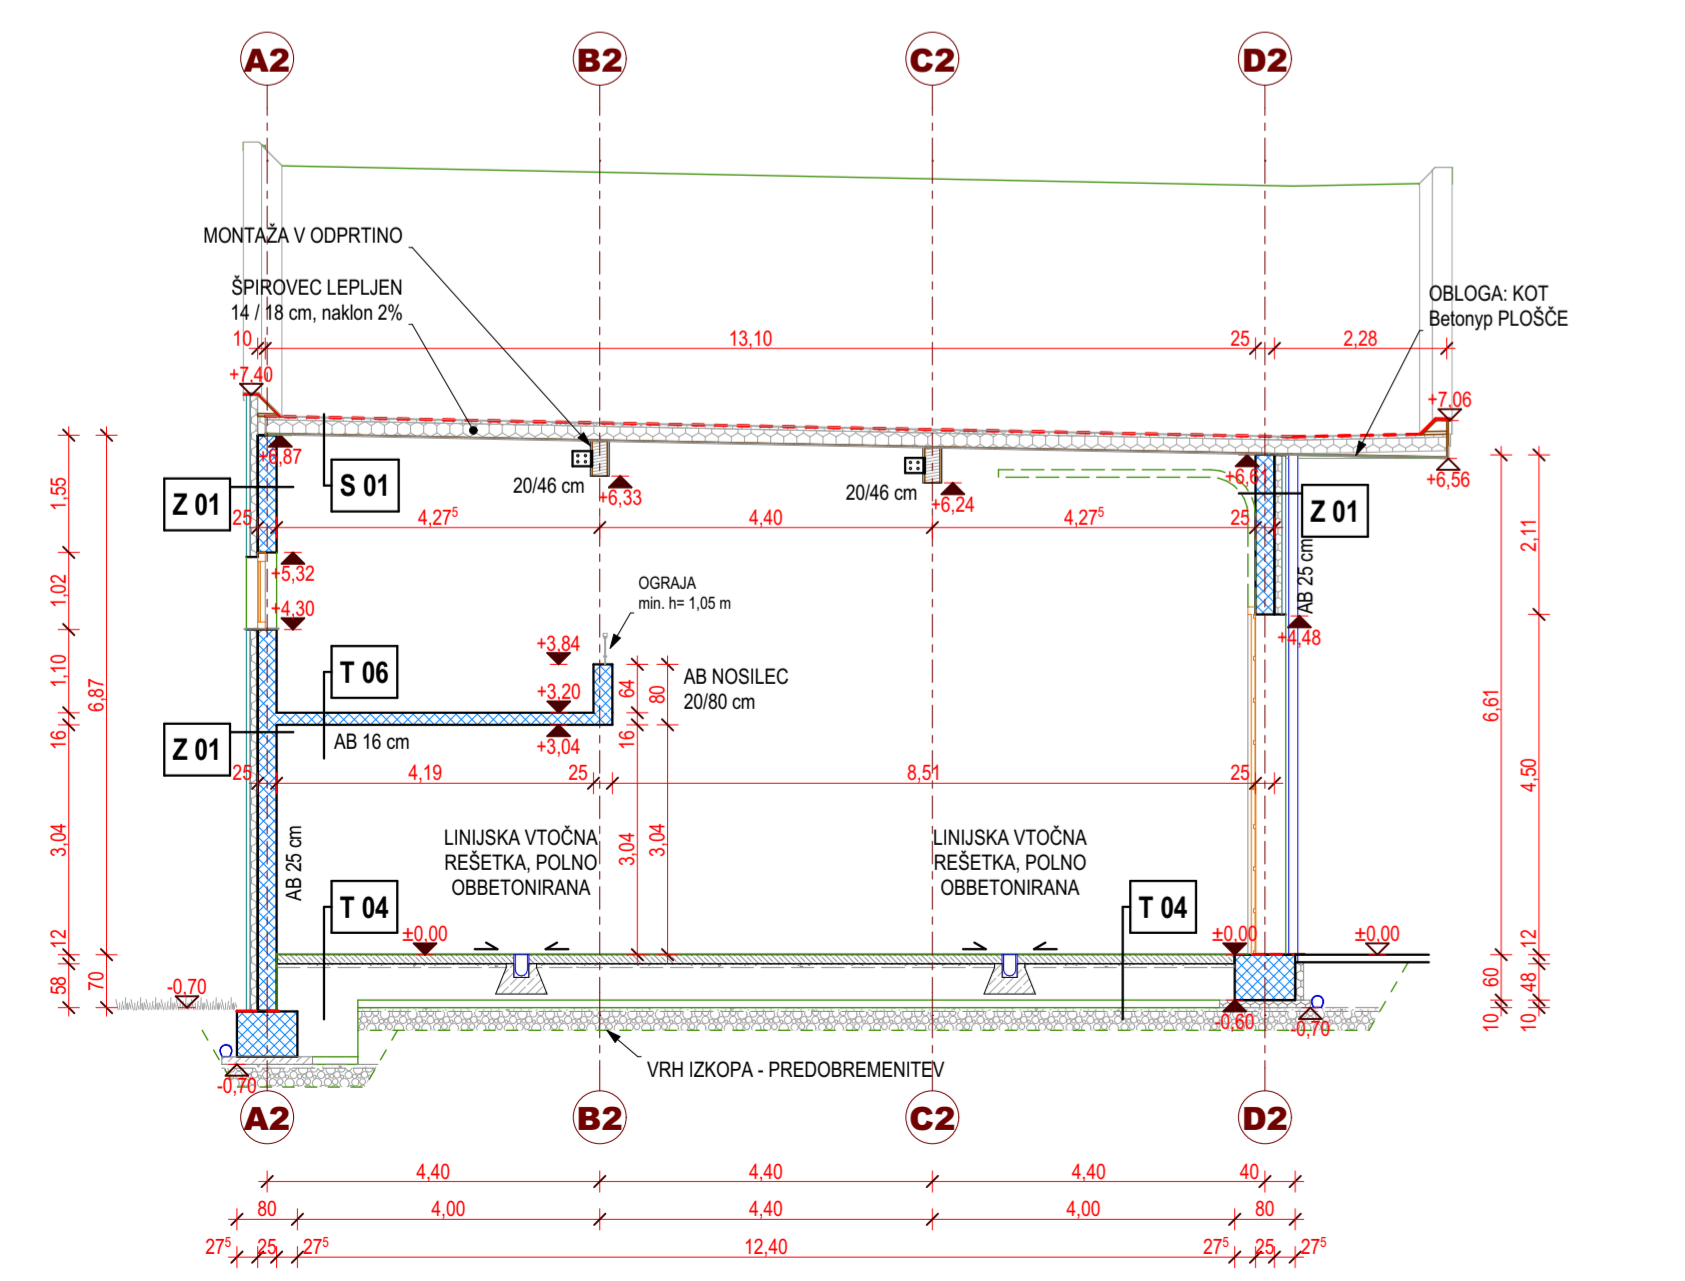 A2
B2
C2
D2
MONTAŽA V ODPRTINO
ŠPIROVEC LEPLJEN
14 / 18 cm, naklon 2%
OBLOGA: KOT
Betonyp PLOŠČE
10
13,10
25
2,28
+7,40
+7,06
+6,87
S 01
Z 01
20/46 cm
+6,33
20/46 cm
+6,24
+6,61
Z 01
+6,56
25
4,27⁵
4,40
4,27⁵
25
1,55
1,02
1,10
16
3,04
12
58
6,87
70
+5,32
+4,30
OGRAJA
min. h= 1,05 m
AB 25 cm
+4,48
2,11
4,50
12
48
10
6,61
60
10
T 06
+3,84
+3,20
+3,04
64
16
3,04
80
3,04
AB NOSILEC
20/80 cm
Z 01
AB 16 cm
25
4,19
25
8,51
25
AB 25 cm
LINIJSKA VTOČNA
REŠETKA, POLNO
OBBETONIRANA
LINIJSKA VTOČNA
REŠETKA, POLNO
OBBETONIRANA
T 04
T 04
±0,00
±0,00
±0,00
-0,70
-0,60
-0,70
-0,70
VRH IZKOPA - PREDOBREMENITEV
A2
B2
C2
D2
4,40
4,40
4,40
40
80
4,00
4,40
4,00
80
27⁵
25
27⁵
12,40
27⁵
25
27⁵